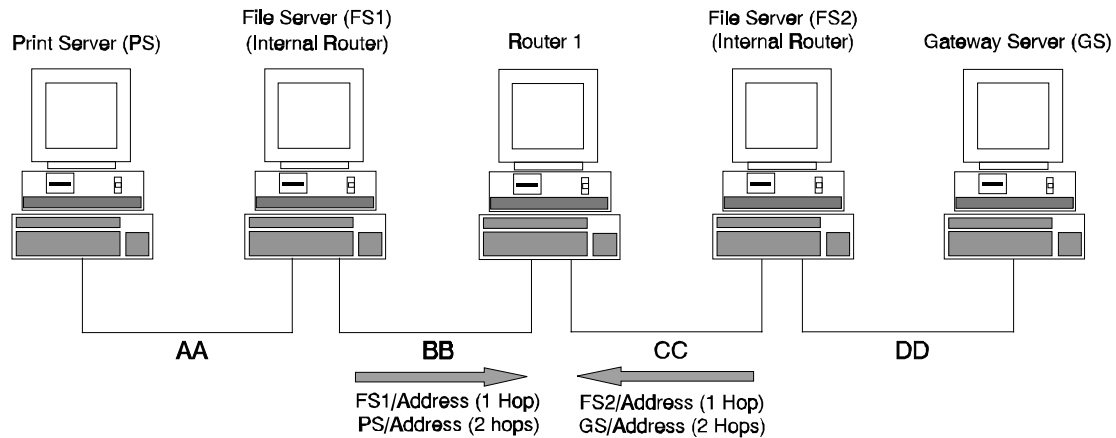 Print Server (PS)
File Server (FS1)
(Internal Router)
Router 1
File Server (FS2)
(Internal Router)
Gateway Server (GS)
AA
BB
CC
DD
FS1/Address (1 Hop)
PS/Address (2 hops)
FS2/Address (1 Hop)
GS/Address (2 Hops)